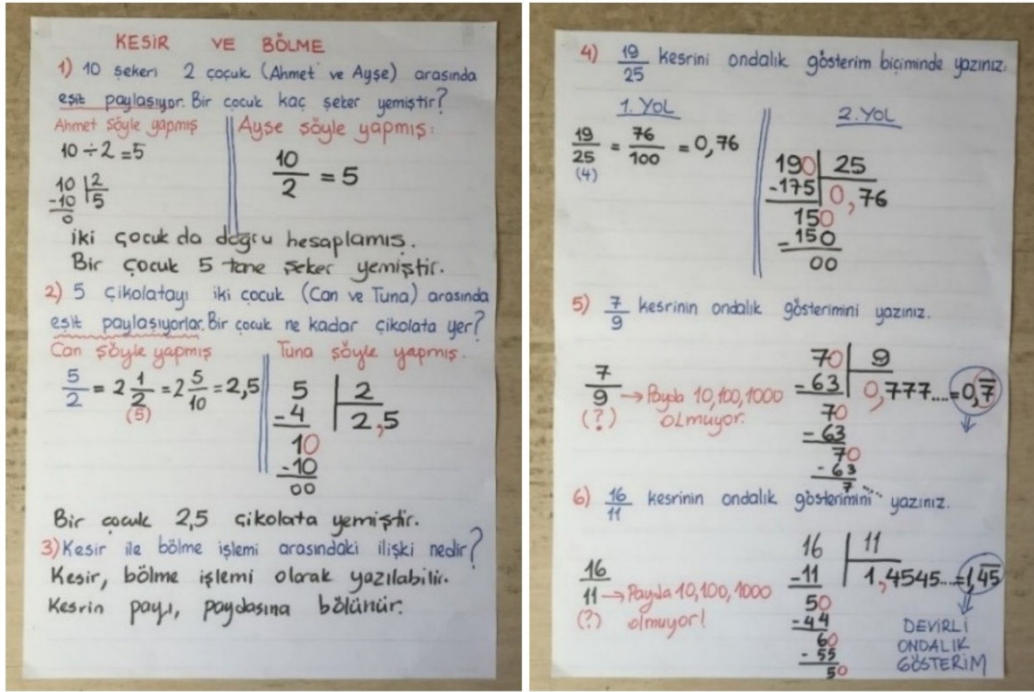 KESİR VE BÖLME
1) 10 şekeri 2 çocuk (Ahmet ve Ayşe) arasında
eşit paylaşıyor. Bir çocuk kaç şeker yemiştir?
Ahmet şöyle yapmış
10 ÷ 2 = 5
10 | 2
-10 | 5
0
Ayşe şöyle yapmış:
10/2 = 5
iki çocuk da doğru hesaplamış.
Bir çocuk 5 tane şeker yemiştir.
2) 5 çikolatayı iki çocuk (Can ve Tuna) arasında
eşit paylaşıyorlar. Bir çocuk ne kadar çikolata yer?
Can şöyle yapmış
5/2 = 2 1/2 = 2 5/10 = 2,5
(5)
Tuna şöyle yapmış.
5 | 2
-4 | 2,5
10
-10
00
Bir çocuk 2,5 çikolata yemiştir.
3) Kesir ile bölme işlemi arasındaki ilişki nedir?
Kesir, bölme işlemi olarak yazılabilir.
Kesrin payı, paydasına bölünür.
4) 19/25 kesrini ondalık gösterim biçiminde yazınız.
1. YOL
19/25 = 76/100 = 0,76
(4)
2. YOL
190 | 25
-175 | 0,76
150
-150
00
5) 7/9 kesrinin ondalık gösterimini yazınız.
7/9 → Payda 10,100,1000
(?) olmuyor.
70 | 9
-63 | 0,777....=0,7̅
70
-63
70
-63
7....
6) 16/11 kesrinin ondalık gösterimini yazınız.
16/11 → Payda 10,100,1000
(?) olmuyor!
16 | 11
-11 | 1,4545...=1,4̅5̅
50
-44
60
-55
50
DEVİRLİ
ONDALIK
GÖSTERİM